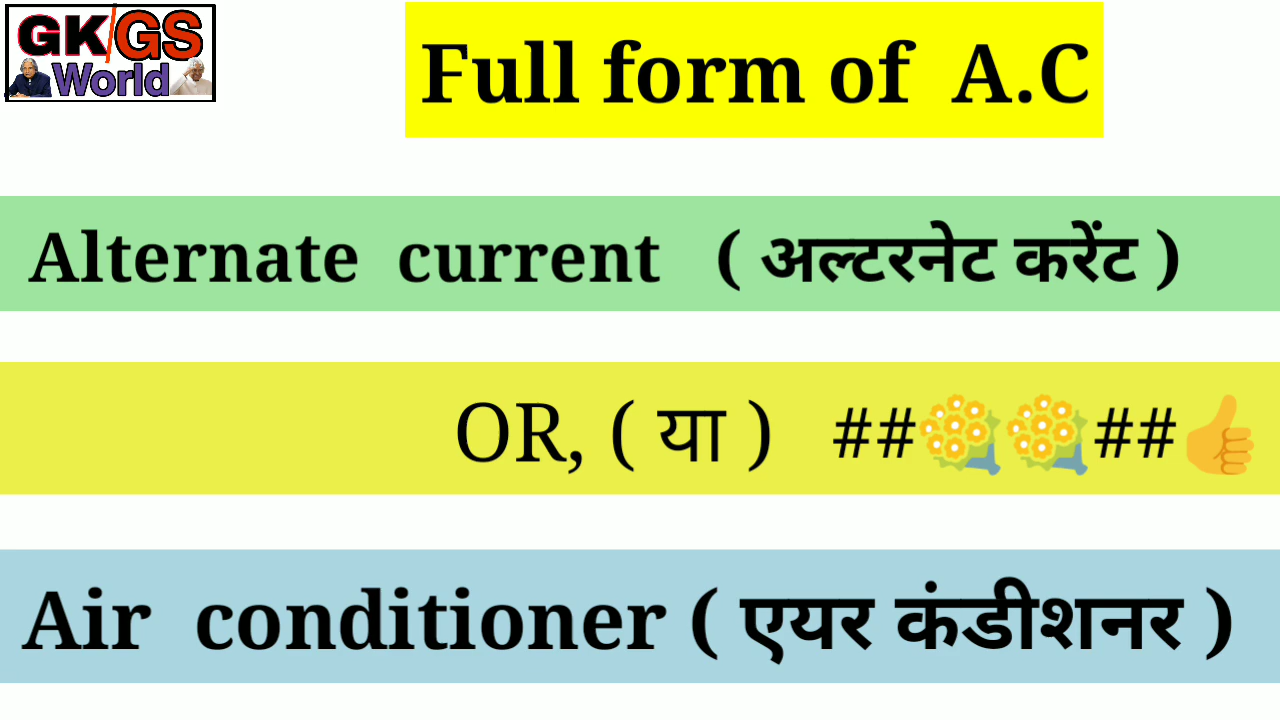 GK/GS
World
Full form of A.C
Alternate current ( अल्टरनेट करेंट )
OR, ( या ) ##💐💐##👍
Air conditioner ( एयर कंडीशनर )